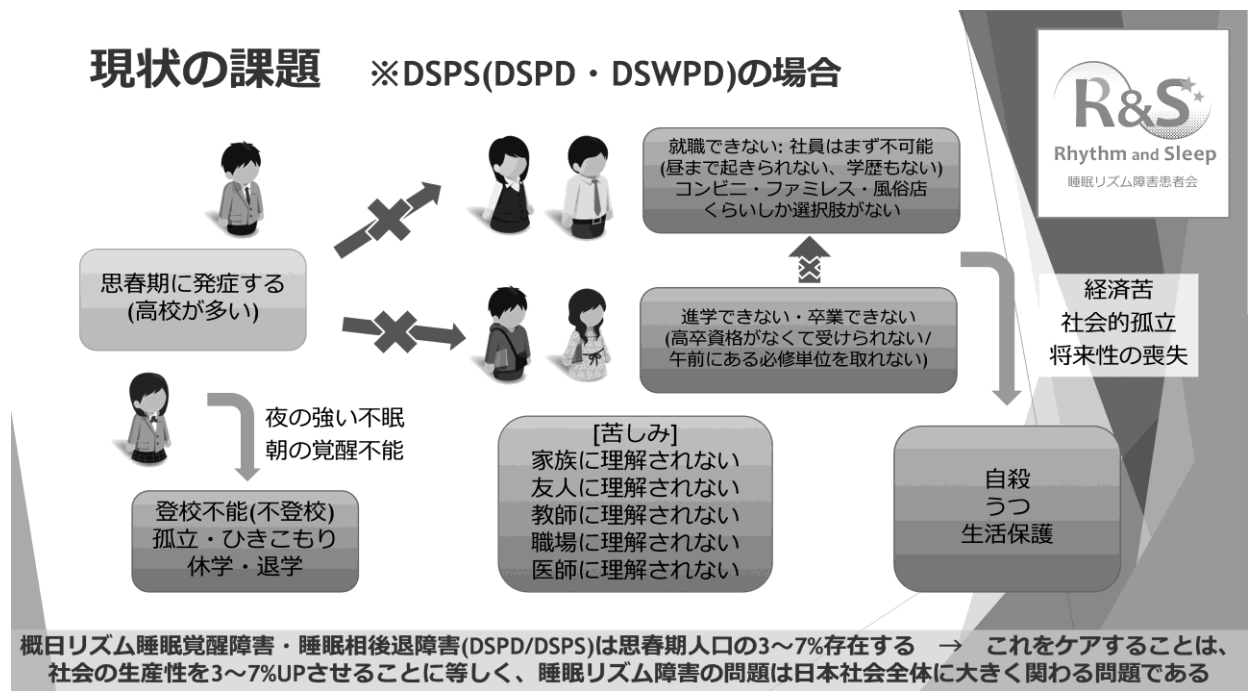 現状の課題 ※DSPS(DSPD・DSWPD)の場合
R&S
Rhythm and Sleep
睡眠リズム障害患者会
思春期に発症する
(高校が多い)
就職できない: 社員はまず不可能
(昼まで起きられない、学歴もない)
コンビニ・ファミレス・風俗店
くらいしか選択肢がない
進学できない・卒業できない
(高卒資格がなくて受けられない/
午前にある必修単位を取れない)
経済苦
社会的孤立
将来性の喪失
夜の強い不眠
朝の覚醒不能
登校不能(不登校)
孤立・ひきこもり
休学・退学
[苦しみ]
家族に理解されない
友人に理解されない
教師に理解されない
職場に理解されない
医師に理解されない
自殺
うつ
生活保護
概日リズム睡眠覚醒障害・睡眠相後退障害(DSPD/DSPS)は思春期人口の3～7%存在する → これをケアすることは、
社会の生産性を3～7%UPさせることに等しく、睡眠リズム障害の問題は日本社会全体に大きく関わる問題である